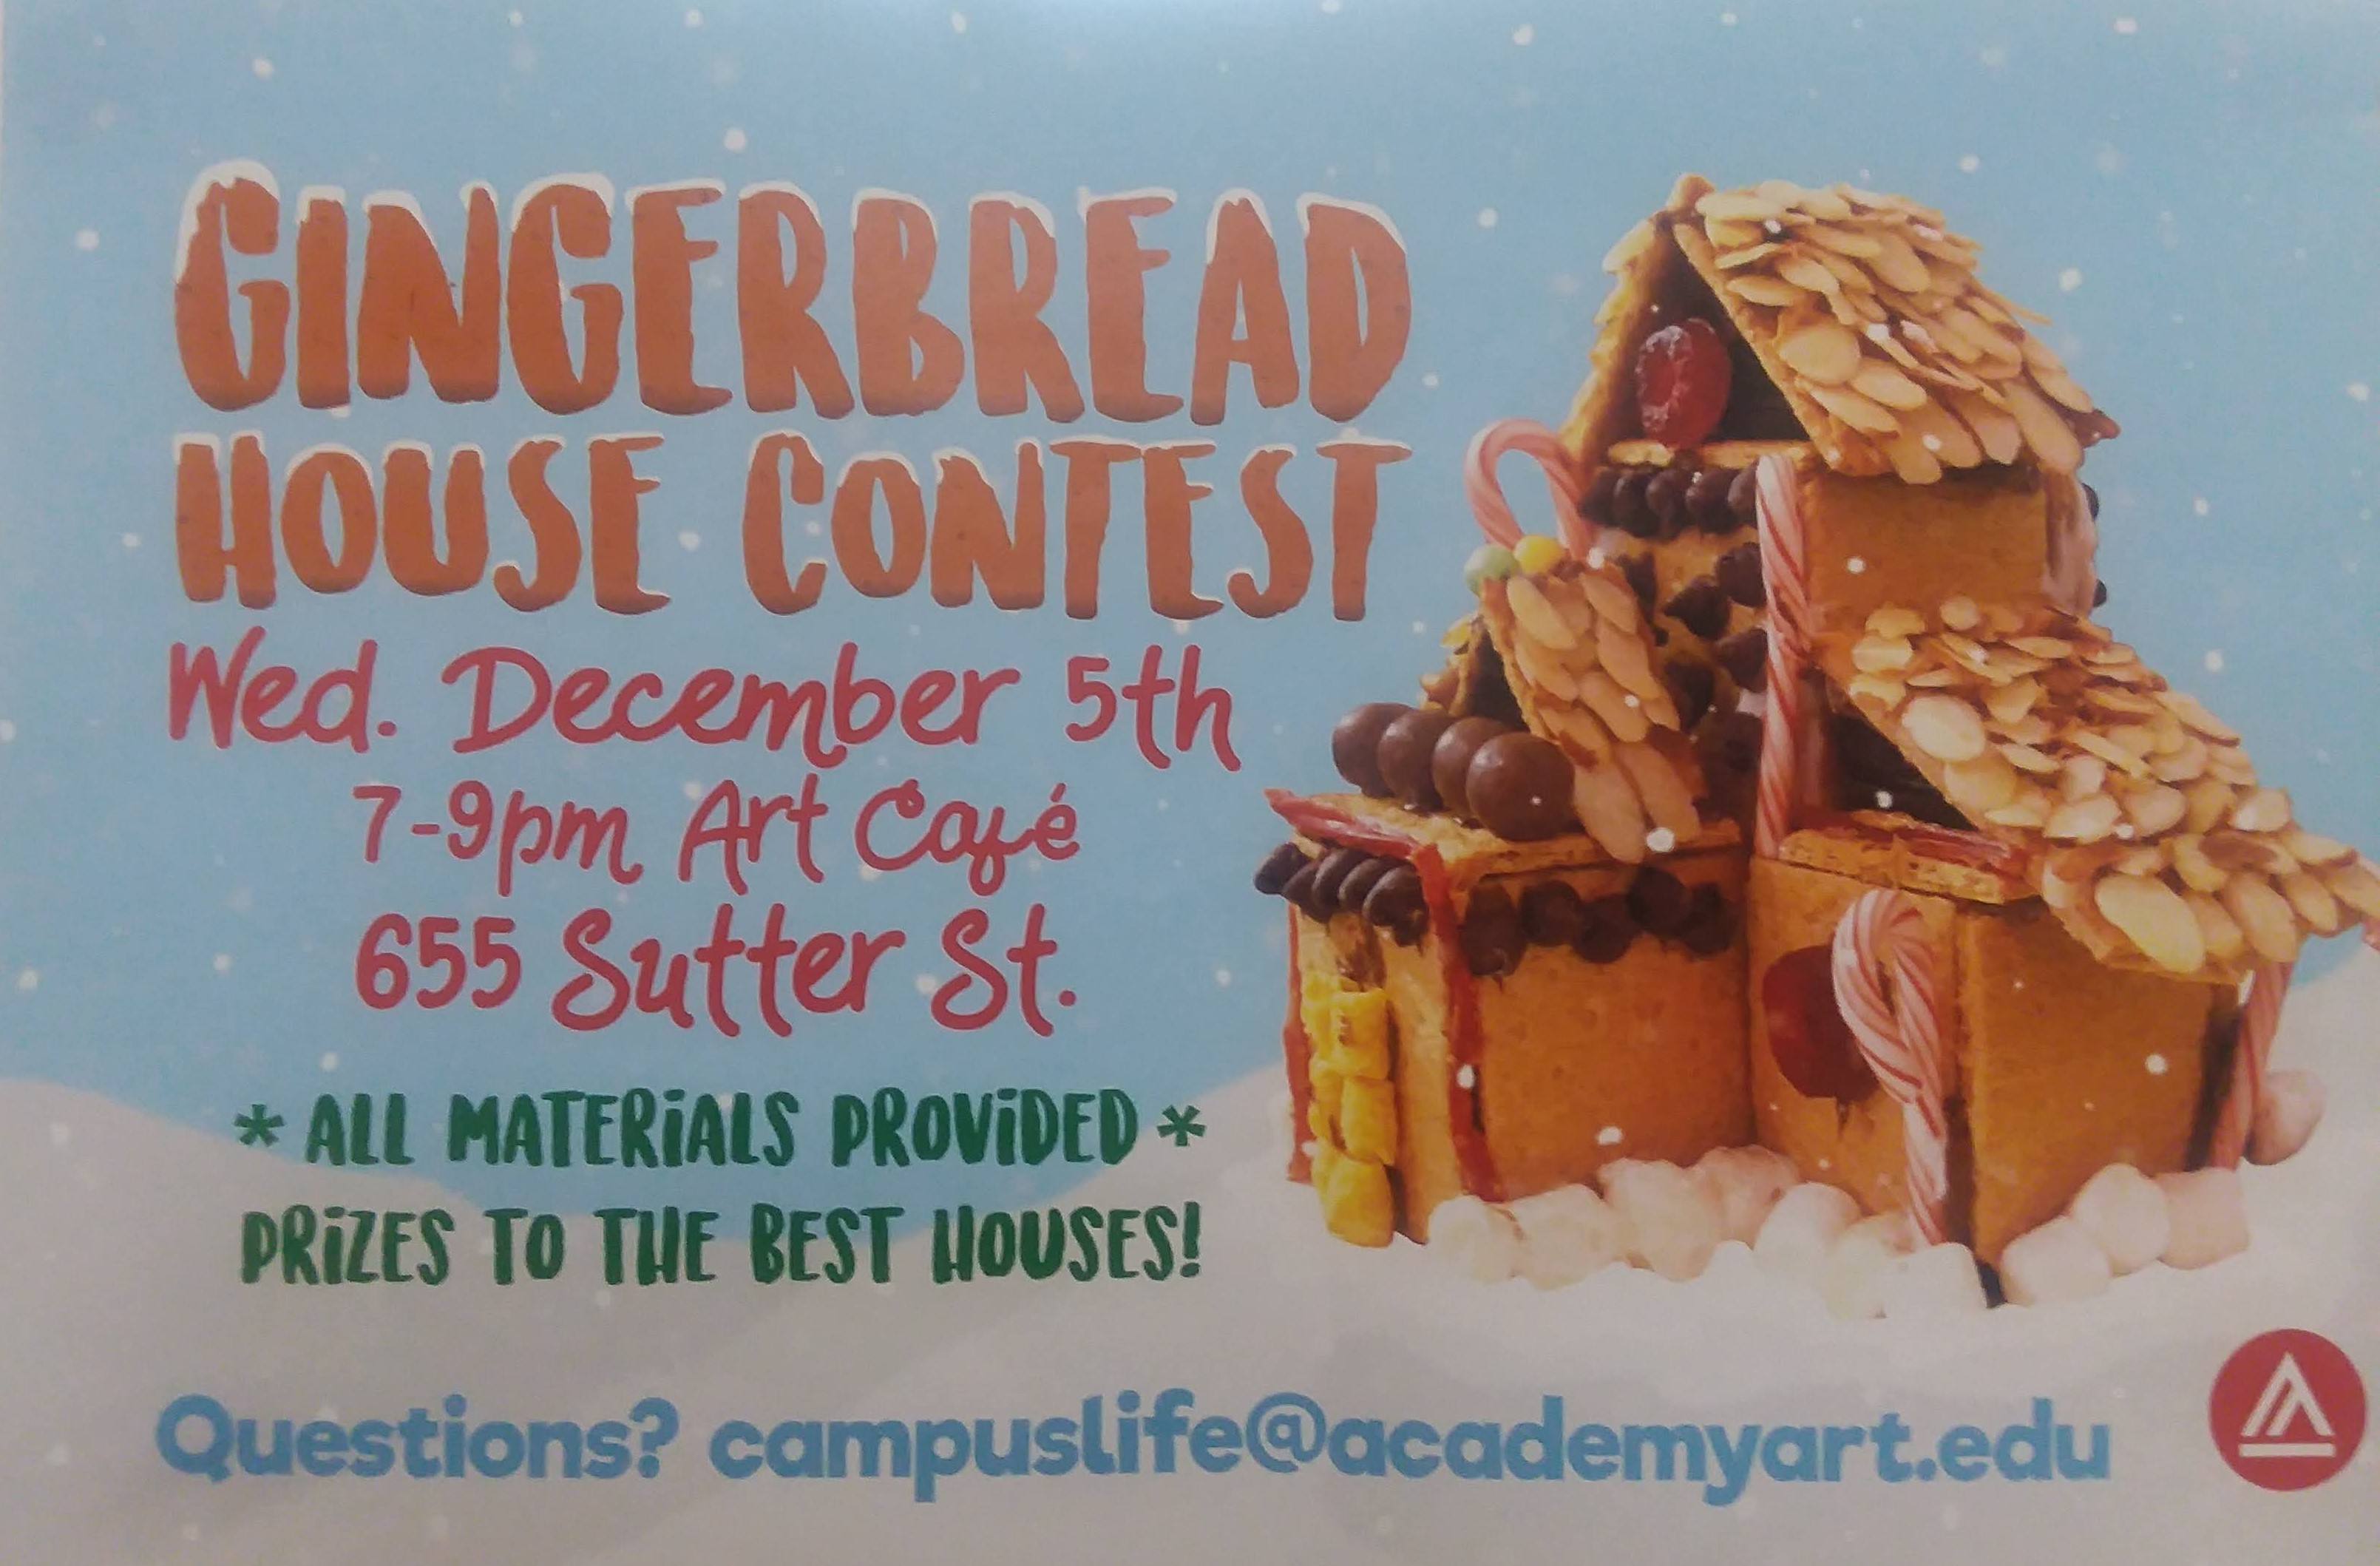 GINGERBREAD
HOUSE CONTEST
Wed. December 5th
7-9pm Art Café
655 Sutter St.
* ALL MATERiALS PROViDED *
PRiZES TO THE BEST HOUSES!
Questions? campuslife@academyart.edu